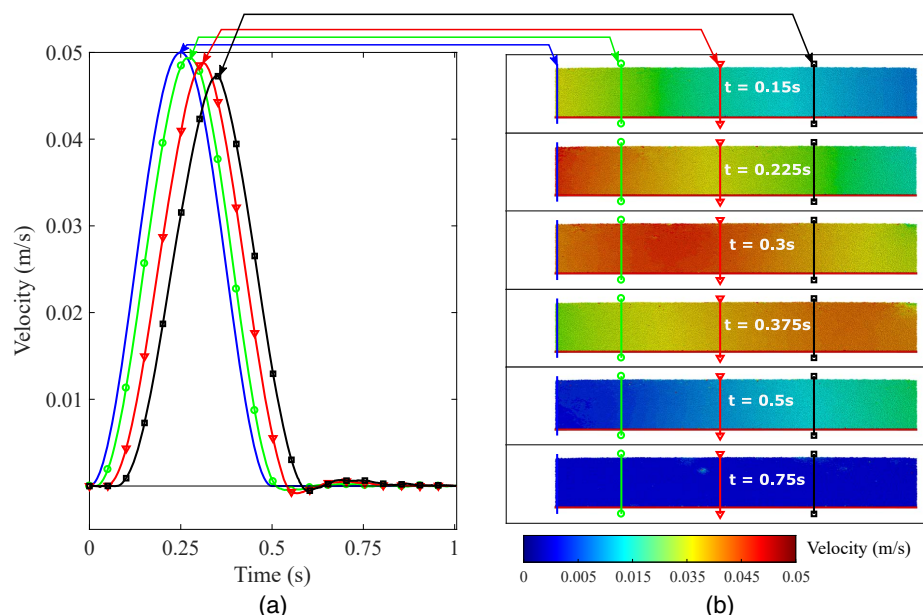 0.05
0.04
0.03
0.02
0.01
0
0.25
0.5
0.75
1
Velocity (m/s)
Time (s)
(a)
t = 0.15s
t = 0.225s
t = 0.3s
t = 0.375s
t = 0.5s
t = 0.75s
Velocity (m/s)
0 0.005 0.015 0.025 0.035 0.045 0.05
(b)